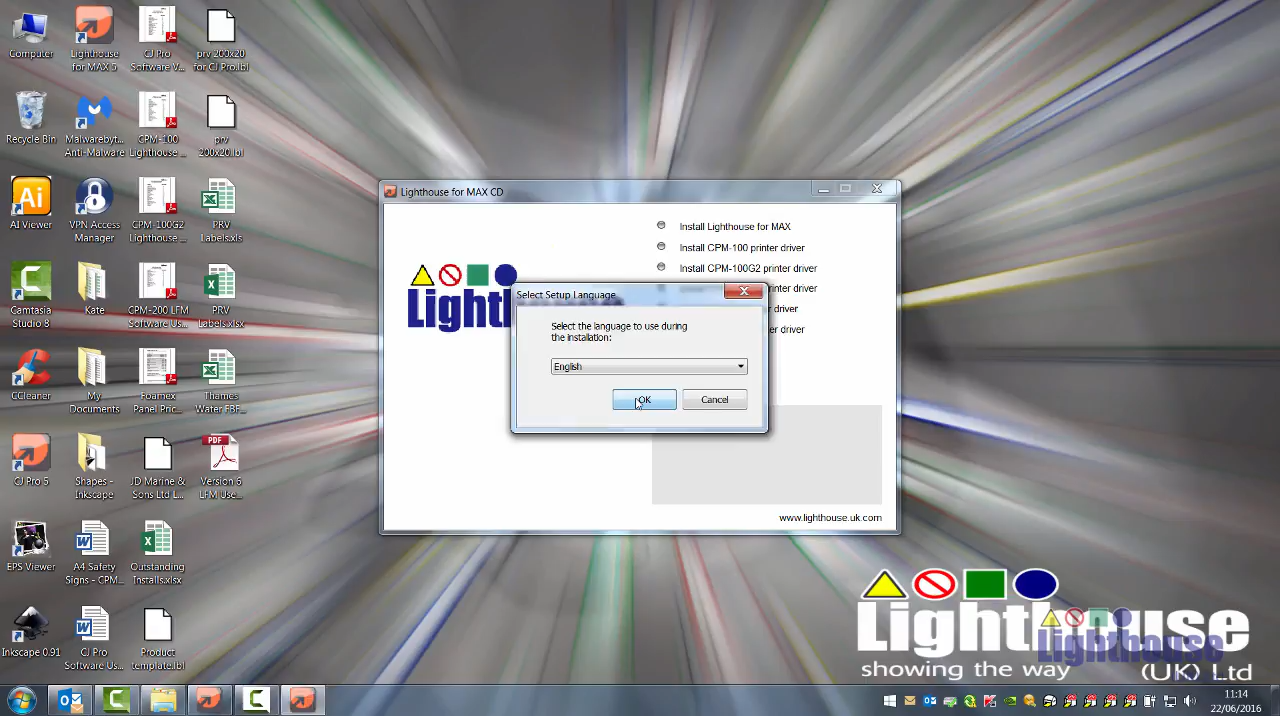 Computer
Lighthouse
for MAX 5
CJ Pro
Software V...
prv 200x20
for CJ Pro.lbl
Recycle Bin
Malwarebyt...
Anti-Malware
CPM-100
Lighthouse ...
prv
200x20.lbl
Ai
AI Viewer
VPN Access
Manager
CPM-100G2
Lighthouse ...
PRV
Labels.xls
Camtasia
Studio 8
Kate
CPM-200 LFM
Software Us...
PRV
Labels.xlsx
CCleaner
My
Documents
Foamex
Panel Pric...
Thames
Water FBF...
CJ Pro 5
Shapes -
Inkscape
JD Marine &
Sons Ltd L...
PDF
Version 6
LFM Use...
EPS Viewer
A4 Safety
Signs - CPM...
Outstanding
Installs.xlsx
Inkscape 0.91
CJ Pro
Software Us...
Product
template.lbl
Lighthouse for MAX CD
Install Lighthouse for MAX
Install CPM-100 printer driver
Install CPM-100G2 printer driver
printer driver
driver
printer driver
Select Setup Language
Select the language to use during
the installation:
English
OK
Cancel
www.lighthouse.uk.com
Lighthouse
showing the way
(UK) Ltd
Lighthouse
11:14
22/06/2016